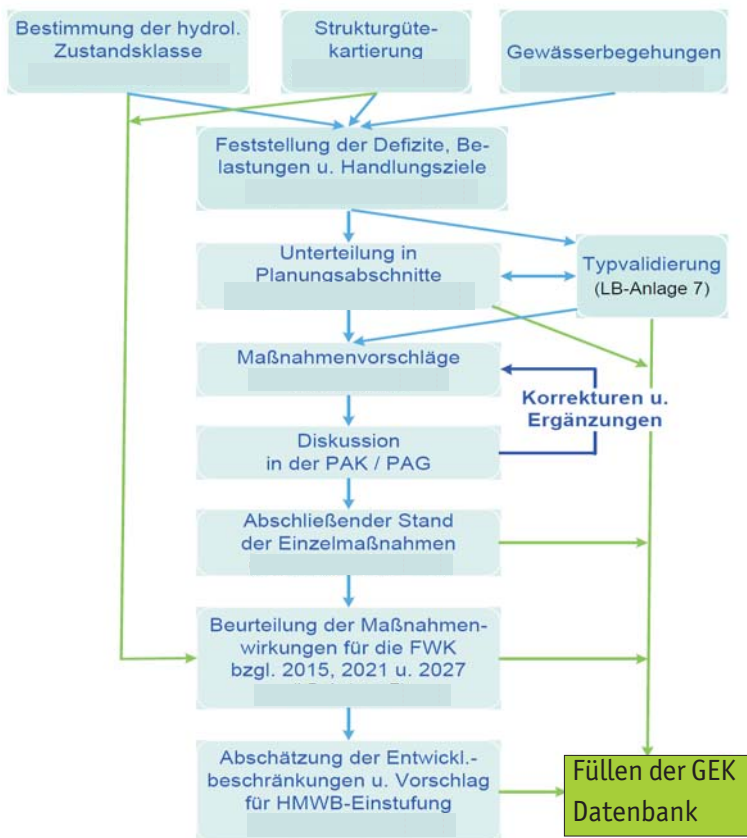 Bestimmung der hydrol.
Zustandsklasse
Strukturgüte-
kartierung
Gewässerbegehungen
Feststellung der Defizite, Be-
lastungen u. Handlungsziele
Unterteilung in
Planungsabschnitte
Typvalidierung
(LB-Anlage 7)
Maßnahmenvorschläge
Korrekturen u.
Ergänzungen
Diskussion
in der PAK / PAG
Abschließender Stand
der Einzelmaßnahmen
Beurteilung der Maßnahmen-
wirkungen für die FWK
bzgl. 2015, 2021 u. 2027
Abschätzung der Entwickl.-
beschränkungen u. Vorschlag
für HMWB-Einstufung
Füllen der GEK
Datenbank